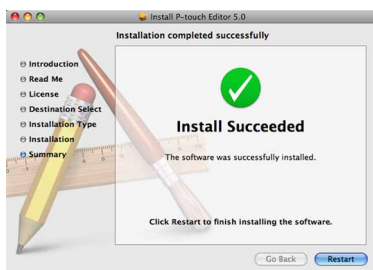 Install P-touch Editor 5.0
Installation completed successfully
Introduction
Read Me
License
Destination Select
Installation Type
Installation
Summary
Install Succeeded
The software was successfully installed.
Click Restart to finish installing the software.
Go Back
Restart